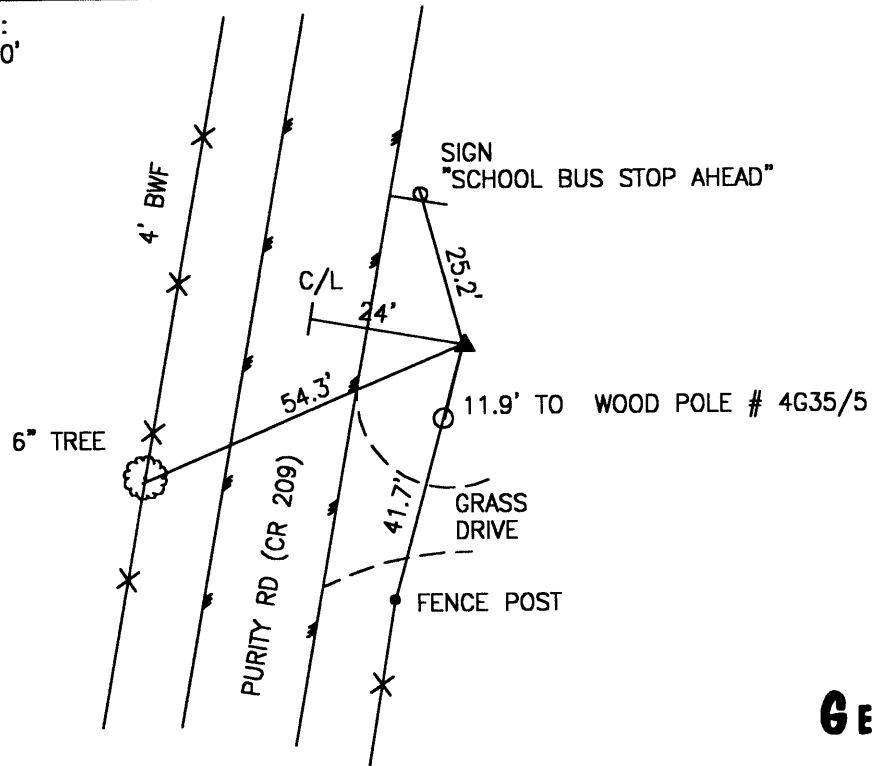 :
0'
SIGN
"SCHOOL BUS STOP AHEAD"
4' BWF
25.2'
C/L
24'
54.3'
11.9' TO WOOD POLE # 4G35/5
6" TREE
41.7'
GRASS
DRIVE
PURITY RD (CR 209)
FENCE POST
GE